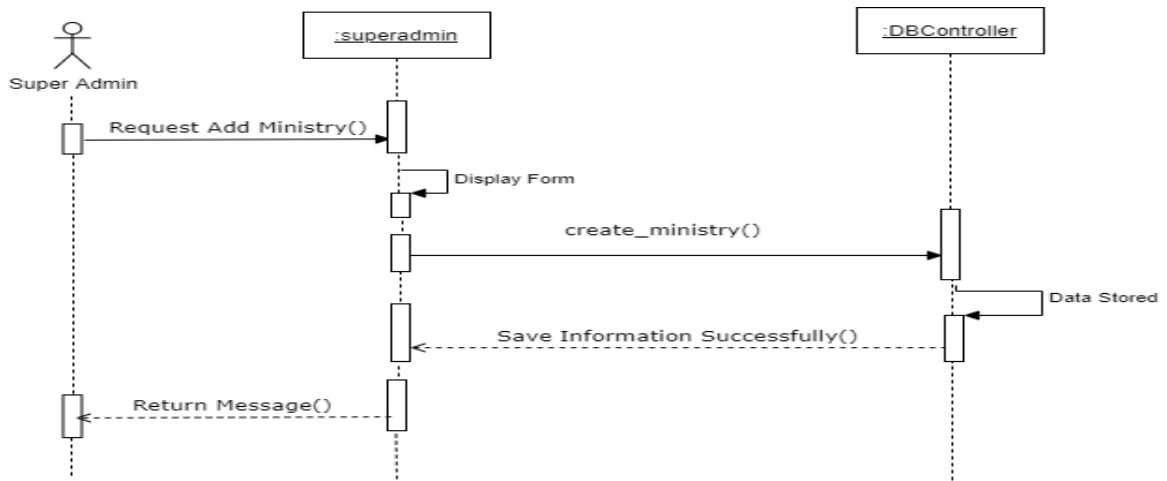 :superadmin
:DBController
Super Admin
Request Add Ministry()
Display Form
create_ministry()
Data Stored
Save Information Successfully()
Return Message()